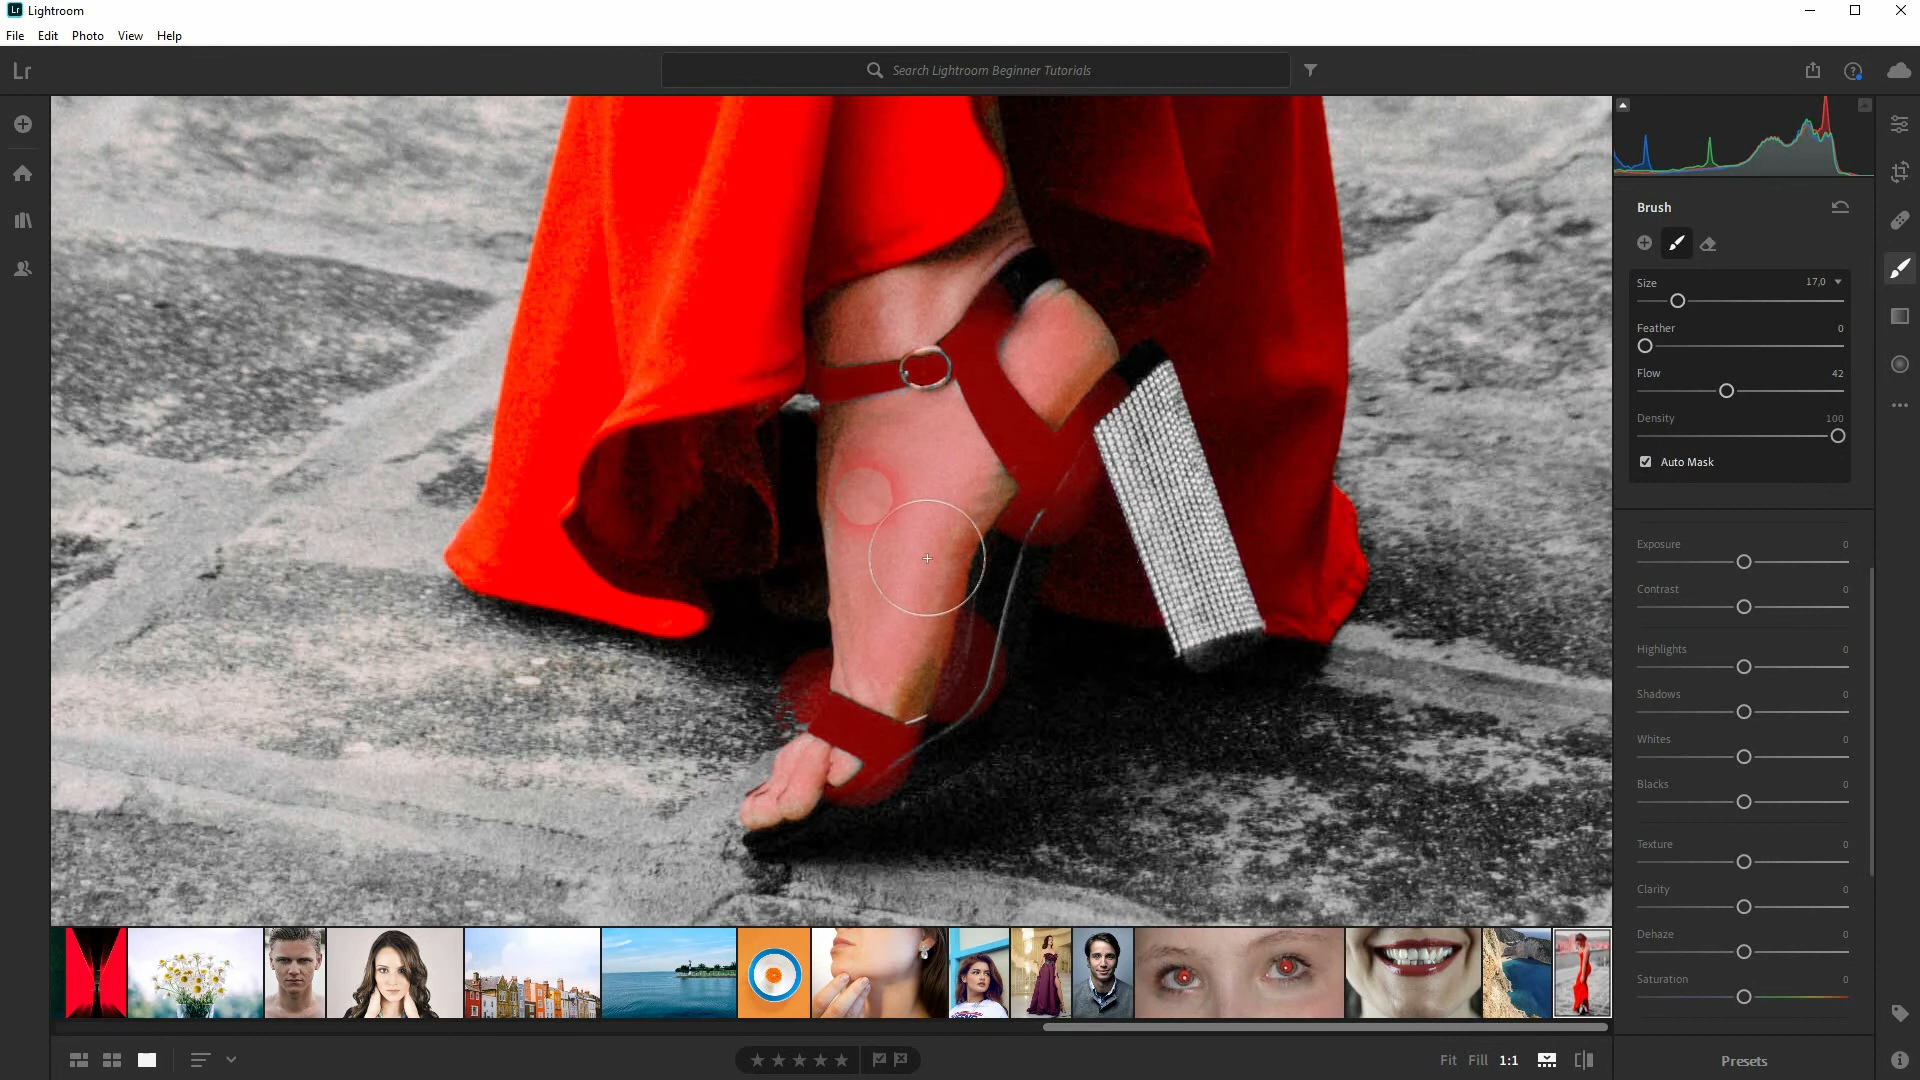 Lr Lightroom
File Edit Photo View Help
Lr
Search Lightroom Beginner Tutorials
Brush
Size 17,0
Feather 0
Flow 42
Density 100
Auto Mask
Exposure 0
Contrast 0
Highlights 0
Shadows 0
Whites 0
Blacks 0
Texture 0
Clarity 0
Dehaze 0
Saturation 0
Fit Fill 1:1
Presets